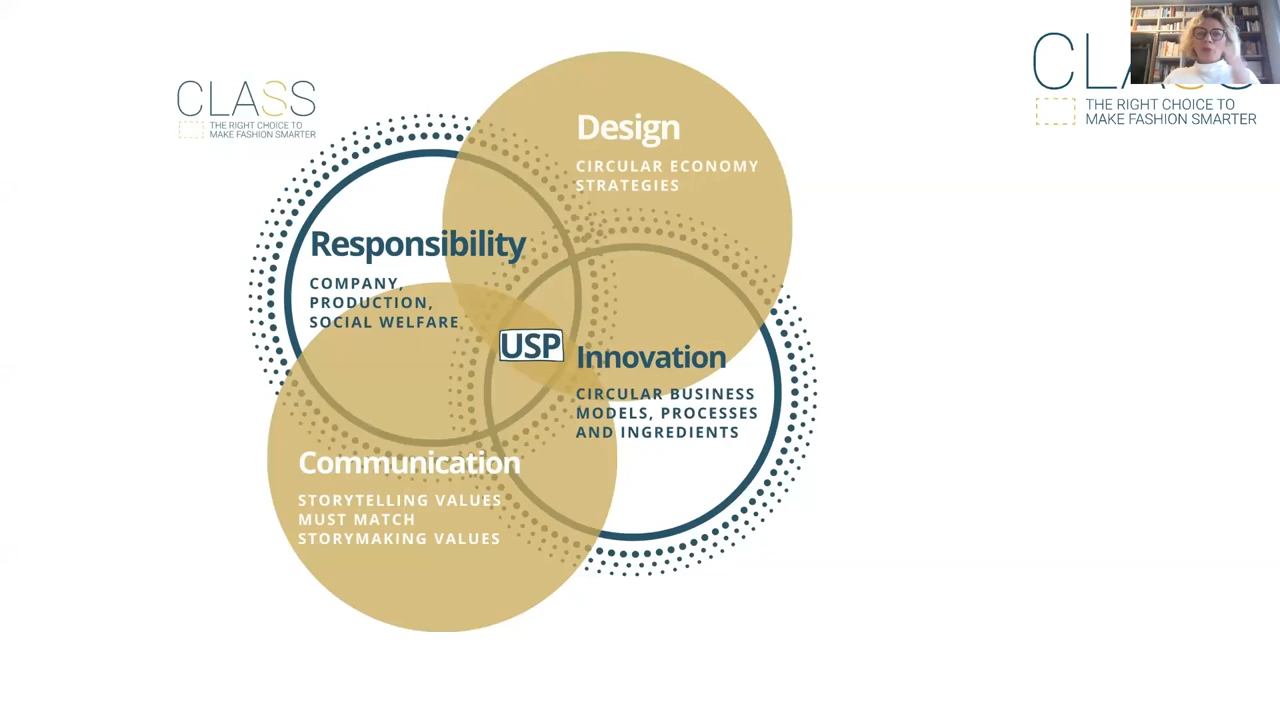 CLASS
THE RIGHT CHOICE TO
MAKE FASHION SMARTER
Design
CIRCULAR ECONOMY
STRATEGIES
Responsibility
COMPANY,
PRODUCTION,
SOCIAL WELFARE
USP
Innovation
CIRCULAR BUSINESS
MODELS, PROCESSES
AND INGREDIENTS
Communication
STORYTELLING VALUES
MUST MATCH
STORYMAKING VALUES
THE RIGHT CHOICE TO
MAKE FASHION SMARTER